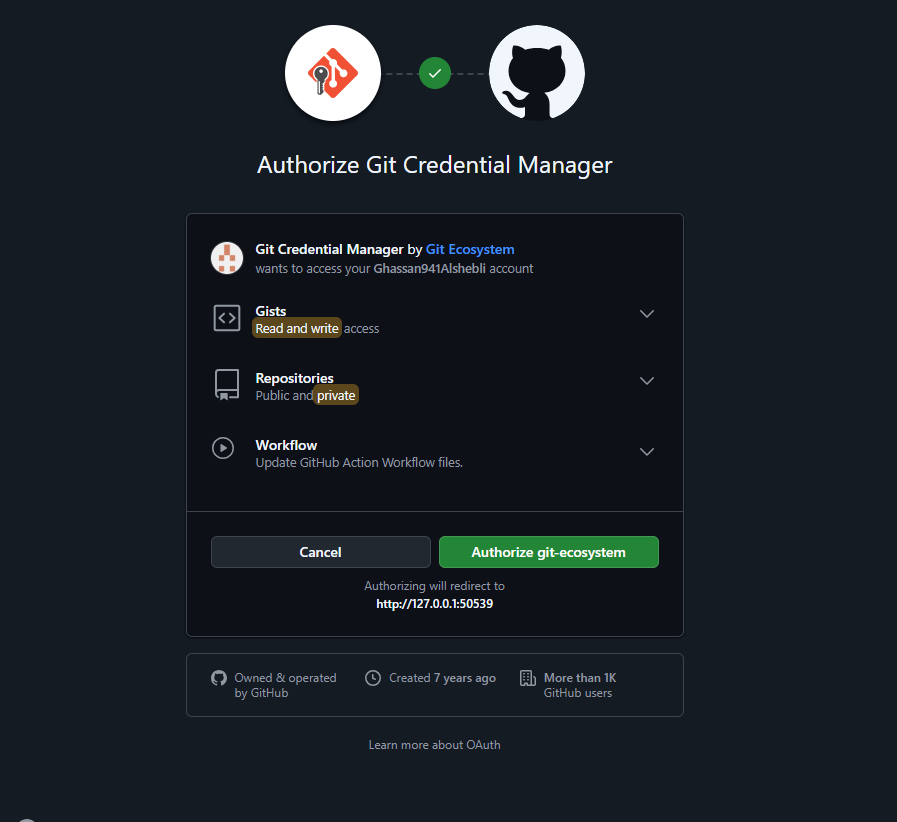 Authorize Git Credential Manager
Git Credential Manager by Git Ecosystem
wants to access your Ghassan941Alshebli account
Gists
Read and write access
Repositories
Public and private
Workflow
Update GitHub Action Workflow files.
Cancel
Authorize git-ecosystem
Authorizing will redirect to
http://127.0.0.1:50539
Owned & operated
by GitHub
Created 7 years ago
More than 1K
GitHub users
Learn more about OAuth